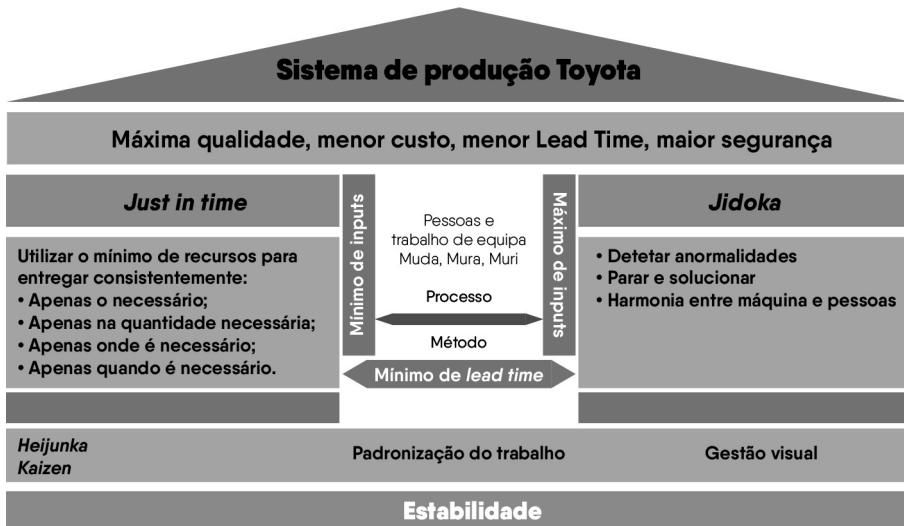 Sistema de produção Toyota
Máxima qualidade, menor custo, menor Lead Time, maior segurança
Just in time
Utilizar o mínimo de recursos para
entregar consistentemente:
• Apenas o necessário;
• Apenas na quantidade necessária;
• Apenas onde é necessário;
• Apenas quando é necessário.
Mínimo de inputs
Pessoas e
trabalho de equipa
Muda, Mura, Muri
Processo
Método
Máximo de inputs
Mínimo de lead time
Jidoka
• Detetar anormalidades
• Parar e solucionar
• Harmonia entre máquina e pessoas
Heijunka
Kaizen
Padronização do trabalho
Gestão visual
Estabilidade